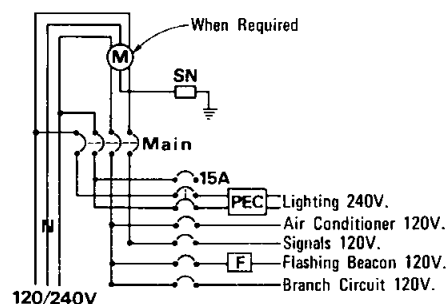 When Required
M
SN
Main
15A
PEC
Lighting 240V.
Air Conditioner 120V.
Signals 120V.
N
F
Flashing Beacon 120V.
Branch Circuit 120V.
120/240V